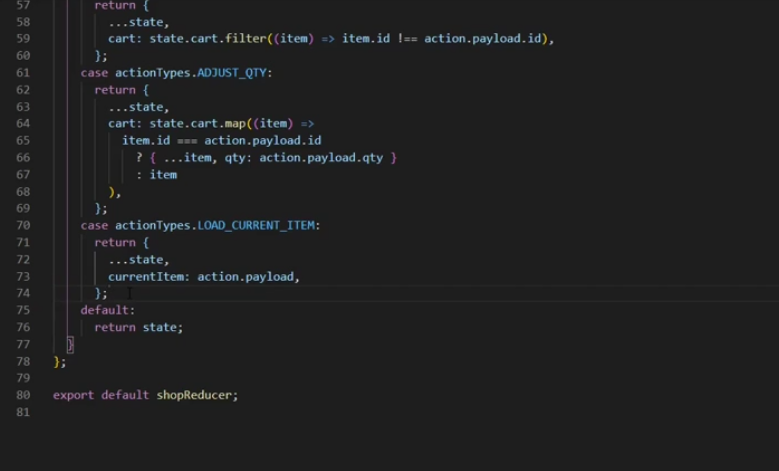 57 return {
58 ...state,
59 cart: state.cart.filter((item) => item.id !== action.payload.id),
60 };
61 case actionTypes.ADJUST_QTY:
62 return {
63 ...state,
64 cart: state.cart.map((item) =>
65 item.id === action.payload.id
66 ? { ...item, qty: action.payload.qty }
67 : item
68 ),
69 };
70 case actionTypes.LOAD_CURRENT_ITEM:
71 return {
72 ...state,
73 currentItem: action.payload,
74 };
75 default:
76 return state;
77 }
78 };
79
80 export default shopReducer;
81